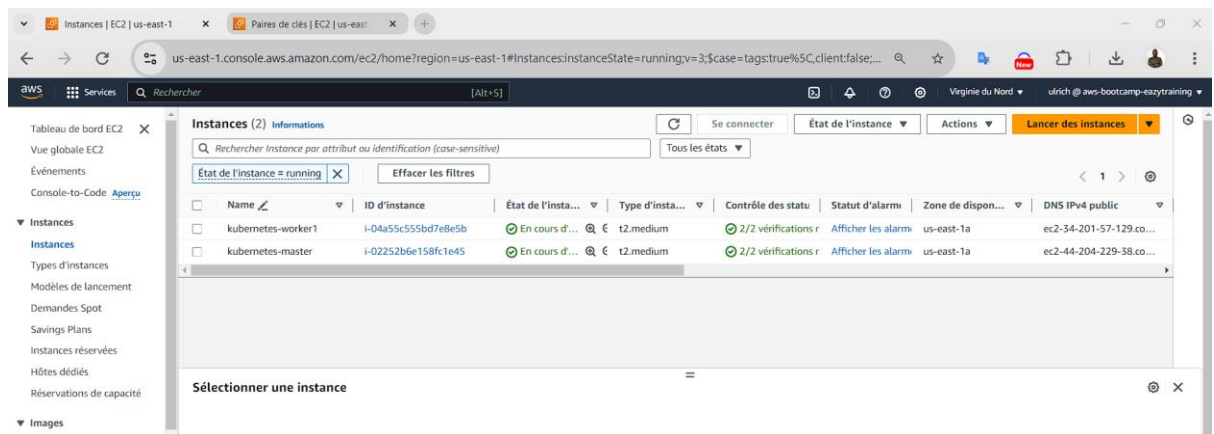 Instances | EC2 | us-east-1
Paires de clés | EC2 | us-east
us-east-1.console.aws.amazon.com/ec2/home?region=us-east-1#Instances:instanceState=running;v=3;$case=tags:true%5C,client:false;...
New
aws
Services
Rechercher
[Alt+S]
Virginie du Nord
ulrich @ aws-bootcamp-eazytraining
Tableau de bord EC2
Vue globale EC2
Événements
Console-to-Code Aperçu
Instances
Instances
Types d'instances
Modèles de lancement
Demandes Spot
Savings Plans
Instances réservées
Hôtes dédiés
Réservations de capacité
Images
Instances (2) Informations
Se connecter
État de l'instance
Actions
Lancer des instances
Rechercher Instance par attribut ou identification (case-sensitive)
Tous les états
État de l'instance = running
Effacer les filtres
1
Name ID d'instance État de l'insta... Type d'insta... Contrôle des statu Statut d'alarme Zone de dispon... DNS IPv4 public
kubernetes-worker1 i-04a55c555bd7e8e5b En cours d'... t2.medium 2/2 vérifications r Afficher les alarme us-east-1a ec2-34-201-57-129.co...
kubernetes-master i-02252b6e158fc1e45 En cours d'... t2.medium 2/2 vérifications r Afficher les alarme us-east-1a ec2-44-204-229-38.co...
Sélectionner une instance